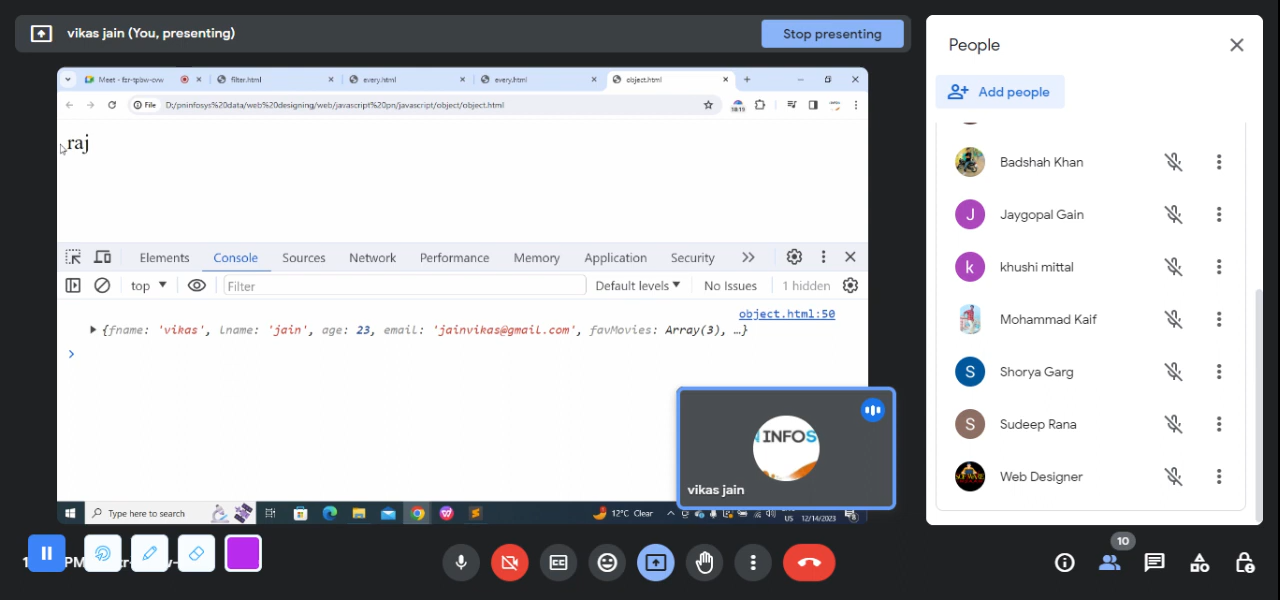 vikas jain (You, presenting)
Stop presenting
Meet - fzr-tpbw-ovw
filter.html
every.html
every.html
object.html
File
D:/pninfosys%20data/web%20designing/web/javascript%20pn/javascript/object/object.html
raj
Elements Console Sources Network Performance Memory Application Security
top Filter Default levels No Issues 1 hidden
object.html:50
{fname: 'vikas', lname: 'jain', age: 23, email: 'jainvikas@gmail.com', favMovies: Array(3), …}
INFOS
vikas jain
Type here to search
12°C Clear
US 12/14/2023
People
Add people
Badshah Khan
J Jaygopal Gain
k khushi mittal
Mohammad Kaif
S Shorya Garg
S Sudeep Rana
Web Designer
10